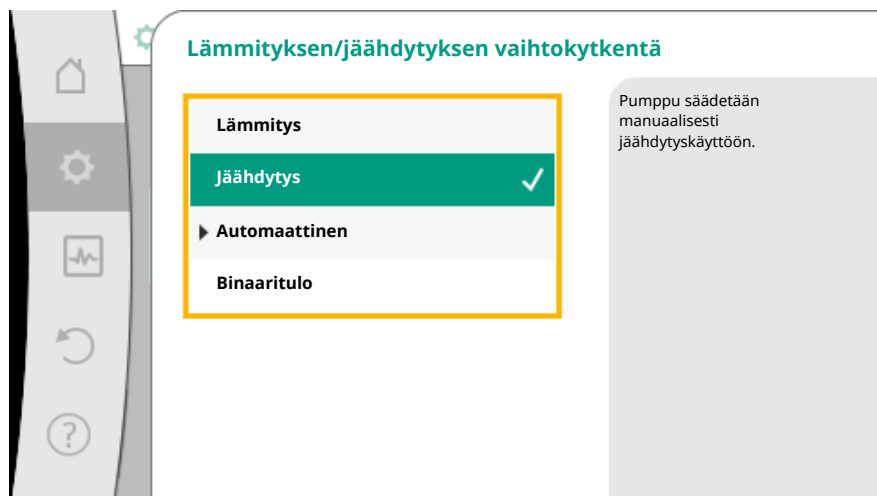 Lämmityksen/jäähdytyksen vaihtokytkentä
Lämmitys
Jäähdytys
Automaattinen
Binaaritulo
Pumppu säädetään
manuaalisesti
jäähdytyskäyttöön.
?